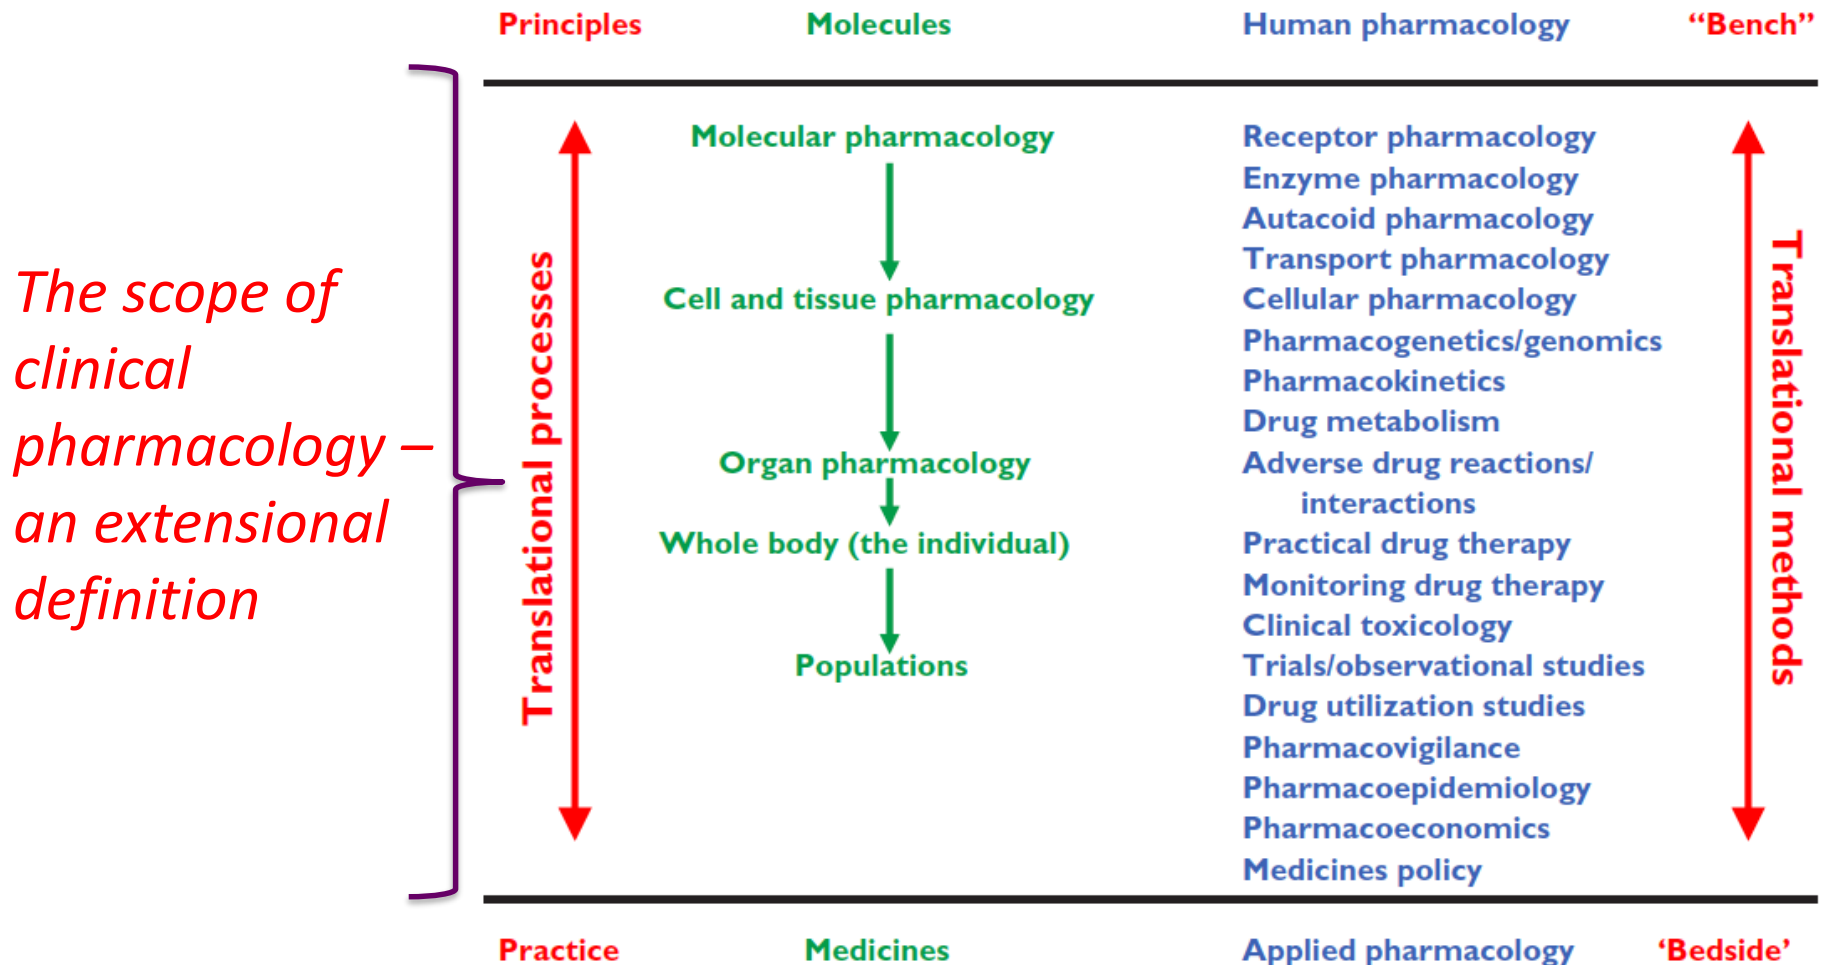 Principles
Molecules
Human pharmacology
“Bench”
The scope of
clinical
pharmacology –
an extensional
definition
Translational processes
Molecular pharmacology
Cell and tissue pharmacology
Organ pharmacology
Whole body (the individual)
Populations
Receptor pharmacology
Enzyme pharmacology
Autacoid pharmacology
Transport pharmacology
Cellular pharmacology
Pharmacogenetics/genomics
Pharmacokinetics
Drug metabolism
Adverse drug reactions/
interactions
Practical drug therapy
Monitoring drug therapy
Clinical toxicology
Trials/observational studies
Drug utilization studies
Pharmacovigilance
Pharmacoepidemiology
Pharmacoeconomics
Medicines policy
Translational methods
Practice
Medicines
Applied pharmacology
‘Bedside’